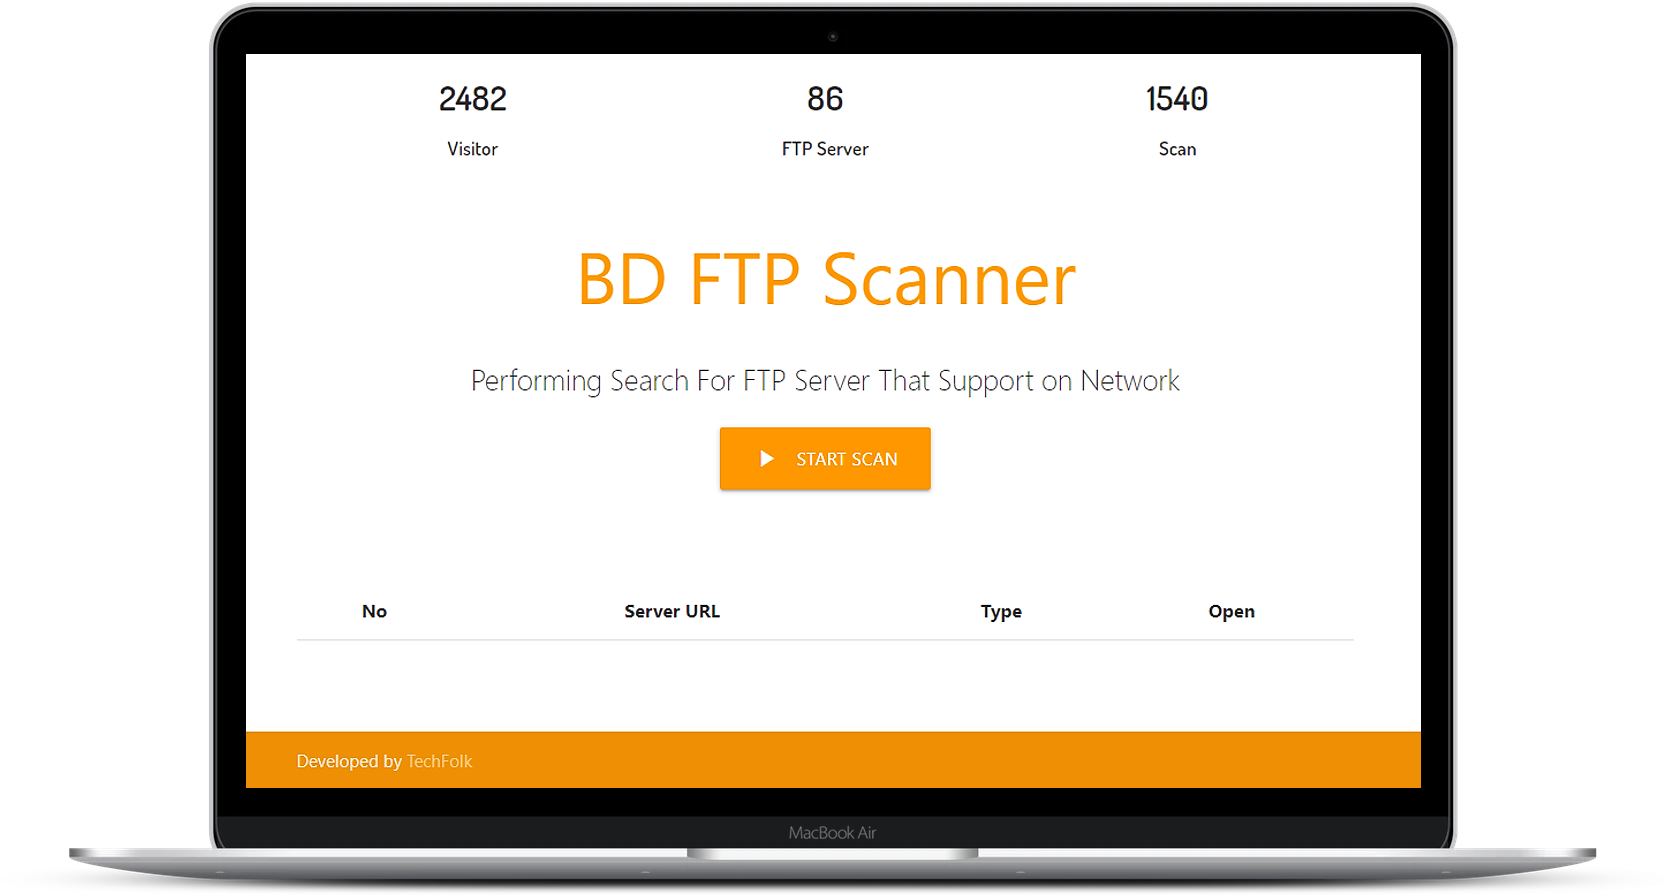 2482 86 1540
Visitor FTP Server Scan
BD FTP Scanner
Performing Search For FTP Server That Support on Network
START SCAN
No Server URL Type Open
Developed by TechFolk
MacBook Air